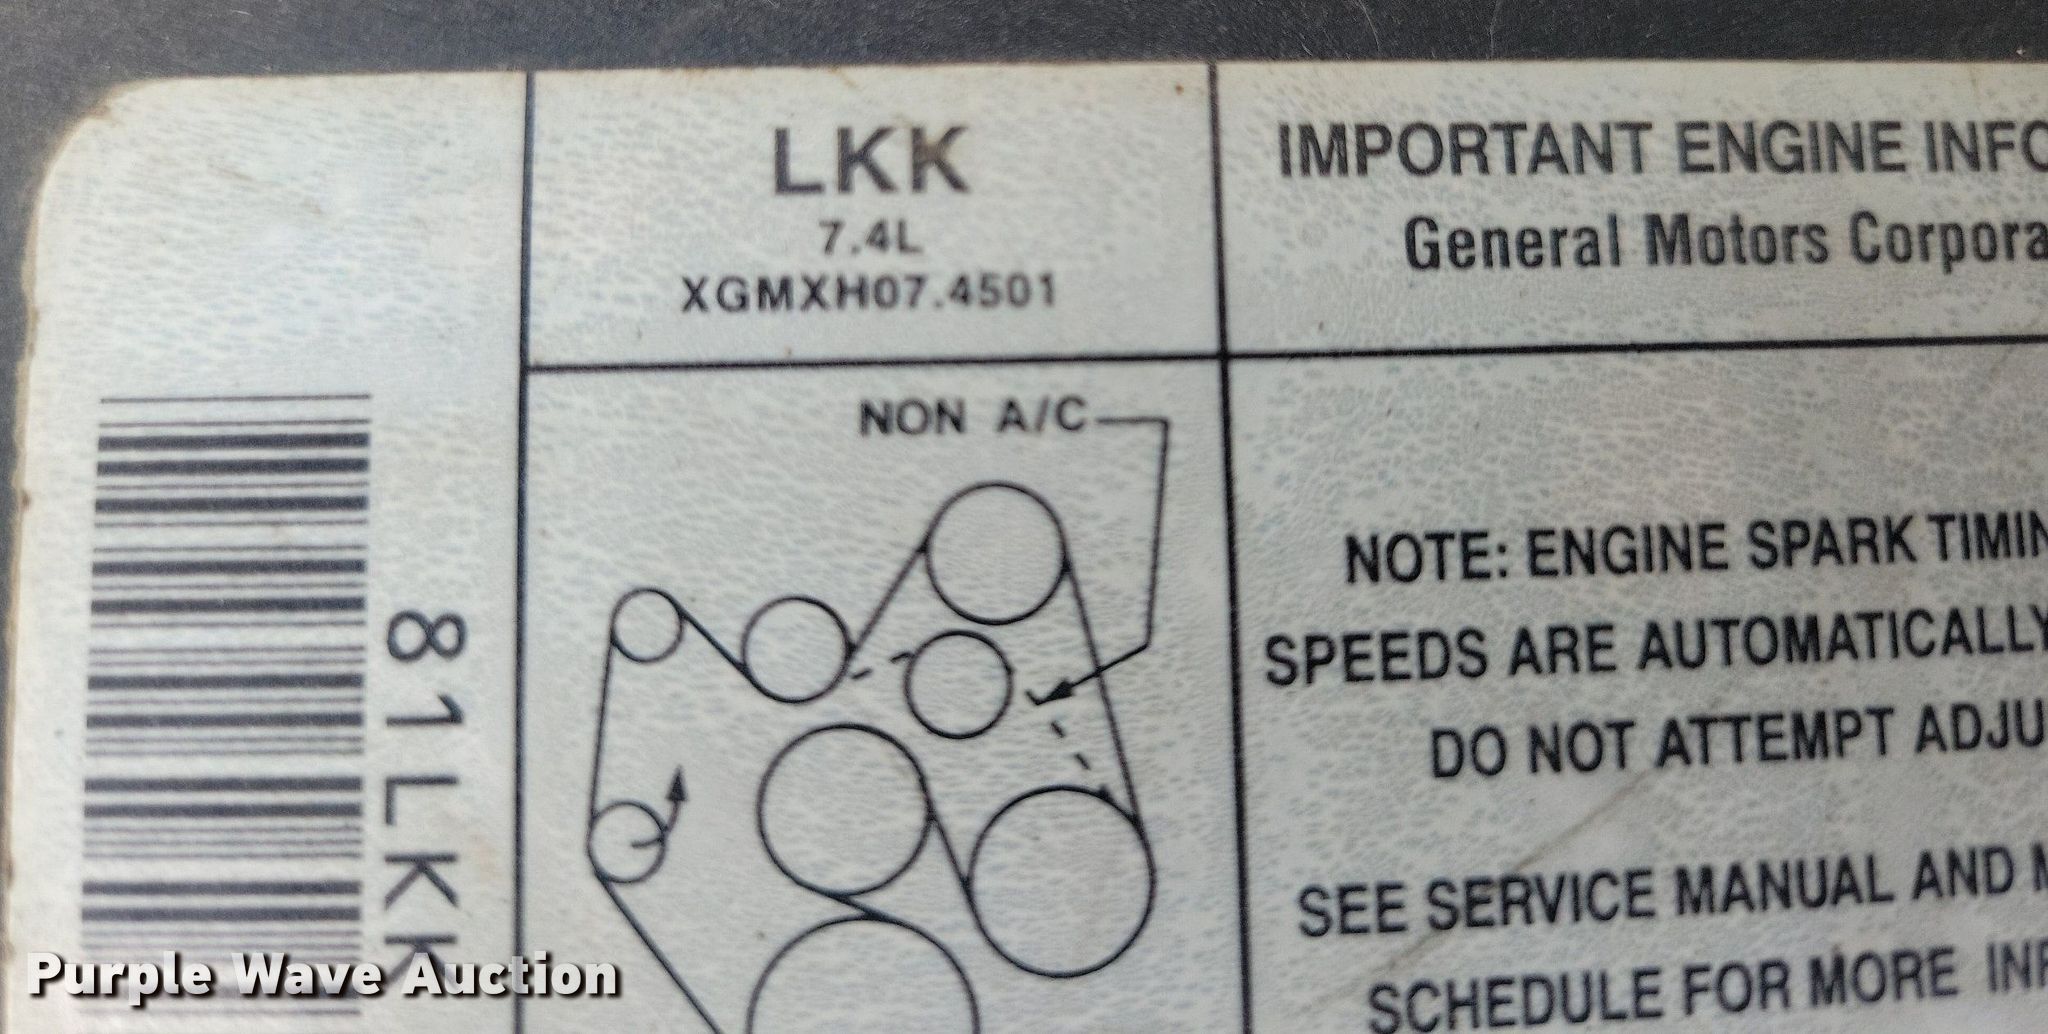 LKK
7.4L
XGMXH07.4501
IMPORTANT ENGINE INFO
General Motors Corpora
NON A/C
NOTE: ENGINE SPARK TIMIN
SPEEDS ARE AUTOMATICALLY
DO NOT ATTEMPT ADJU
SEE SERVICE MANUAL AND M
SCHEDULE FOR MORE INF
81LKK
Purple Wave Auction